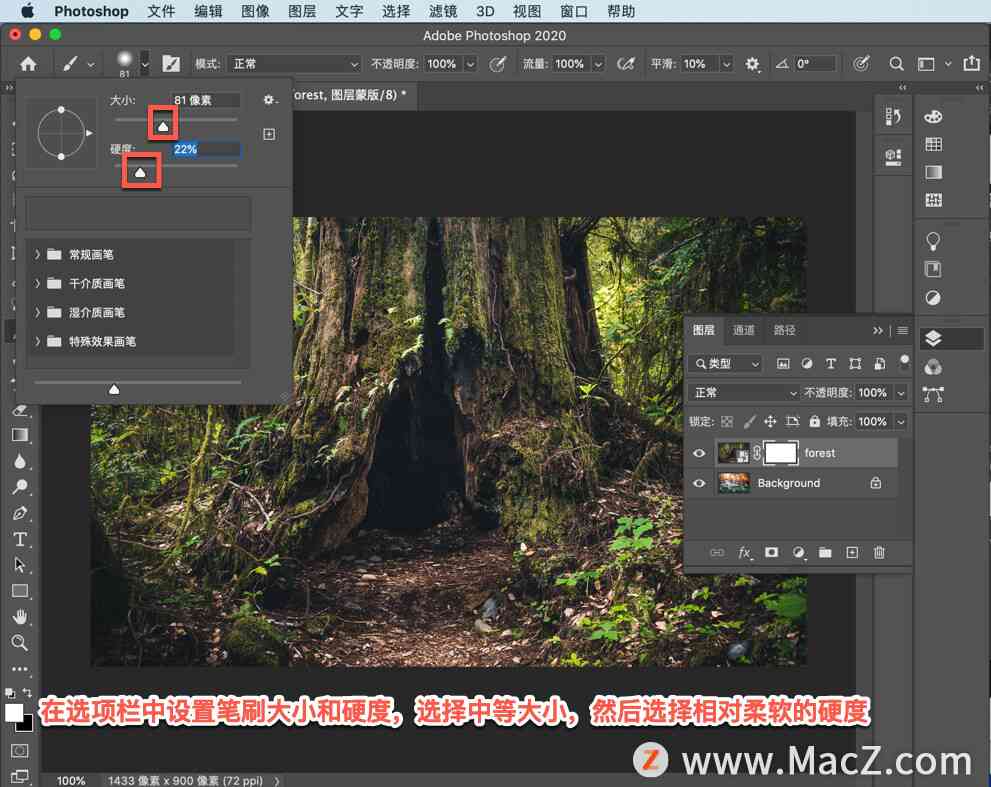 Photoshop 文件 编辑 图像 图层 文字 选择 滤镜 3D 视图 窗口 帮助
Adobe Photoshop 2020
81 模式: 正常 不透明度: 100% 流量: 100% 平滑: 10% 0°
orest, 图层蒙版/8) *
大小: 81 像素
硬度: 22%
常规画笔
干介质画笔
湿介质画笔
特殊效果画笔
图层 通道 路径
类型
正常 不透明度: 100%
锁定: 填充: 100%
forest
Background
fx
在选项栏中设置笔刷大小和硬度，选择中等大小，然后选择相对柔软的硬度
Z www.MacZ.com
100% 1433 像素 x 900 像素 (72 ppi)